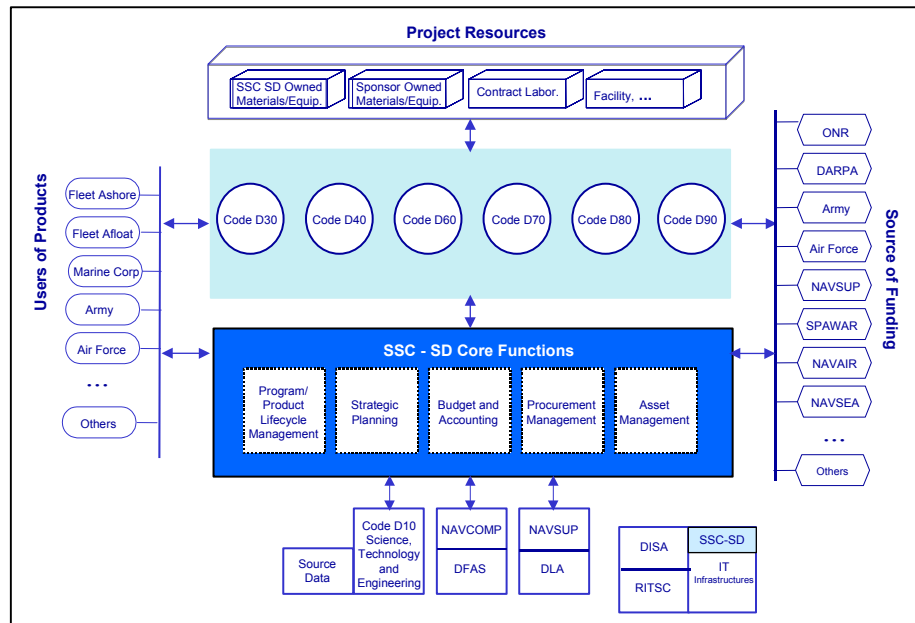 Project Resources
SSC SD Owned
Materials/Equip.
Sponsor Owned
Materials/Equip.
Contract Labor.
Facility, ...
Users of Products
Fleet Ashore
Fleet Afloat
Marine Corp
Army
Air Force
...
Others
Code D30
Code D40
Code D60
Code D70
Code D80
Code D90
Source of Funding
ONR
DARPA
Army
Air Force
NAVSUP
SPAWAR
NAVAIR
NAVSEA
...
Others
SSC - SD Core Functions
Program/
Product
Lifecycle
Management
Strategic
Planning
Budget and
Accounting
Procurement
Management
Asset
Management
Source
Data
Code D10
Science,
Technology
and
Engineering
NAVCOMP
DFAS
NAVSUP
DLA
DISA
RITSC
SSC-SD
IT
Infrastructures